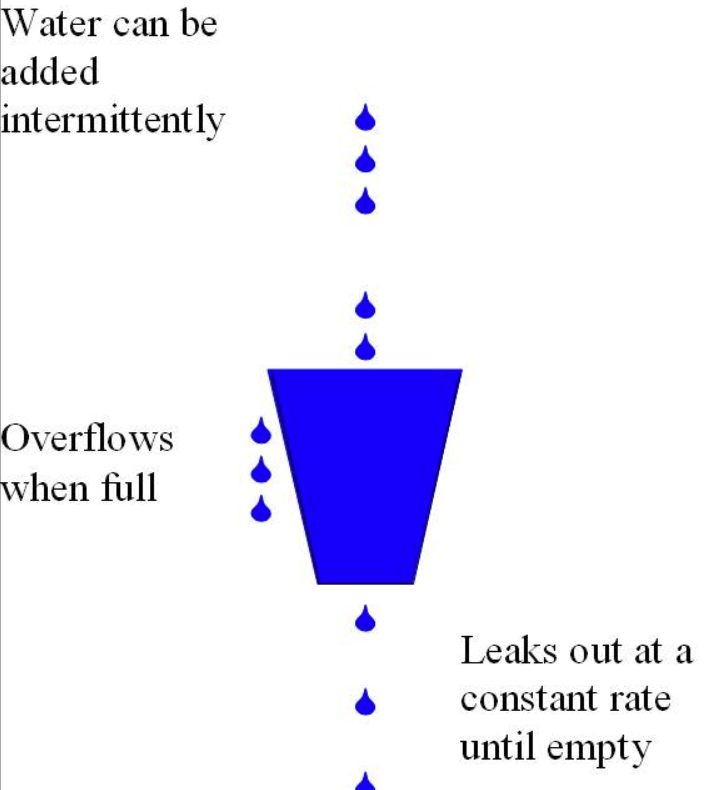 Water can be
added
intermittently
Overflows
when full
Leaks out at a
constant rate
until empty